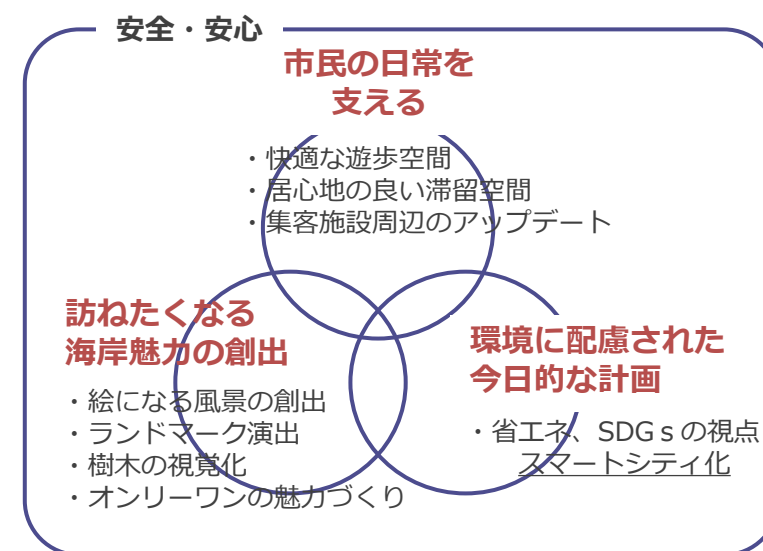 安全・安心
市民の日常を
支える
・快適な遊歩空間
・居心地の良い滞留空間
・集客施設周辺のアップデート
訪ねたくなる
海岸魅力の創出
・絵になる風景の創出
・ランドマーク演出
・樹木の視覚化
・オンリーワンの魅力づくり
環境に配慮された
今日的な計画
・省エネ、SDGｓの視点
スマートシティ化